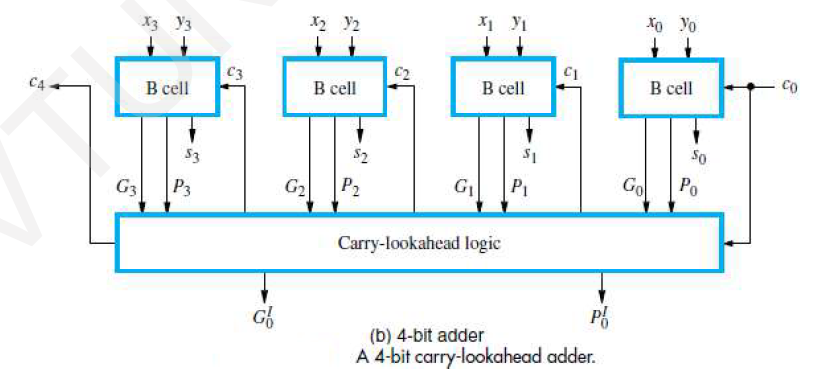 x₃ y₃ x₂ y₂ x₁ y₁ x₀ y₀
c₄ B cell c₃ B cell c₂ B cell c₁ B cell c₀
s₃ s₂ s₁ s₀
G₃ P₃ G₂ P₂ G₁ P₁ G₀ P₀
Carry-lookahead logic
G₀ᴵ P₀ᴵ
(b) 4-bit adder
A 4-bit carry-lookahead adder.
VTU